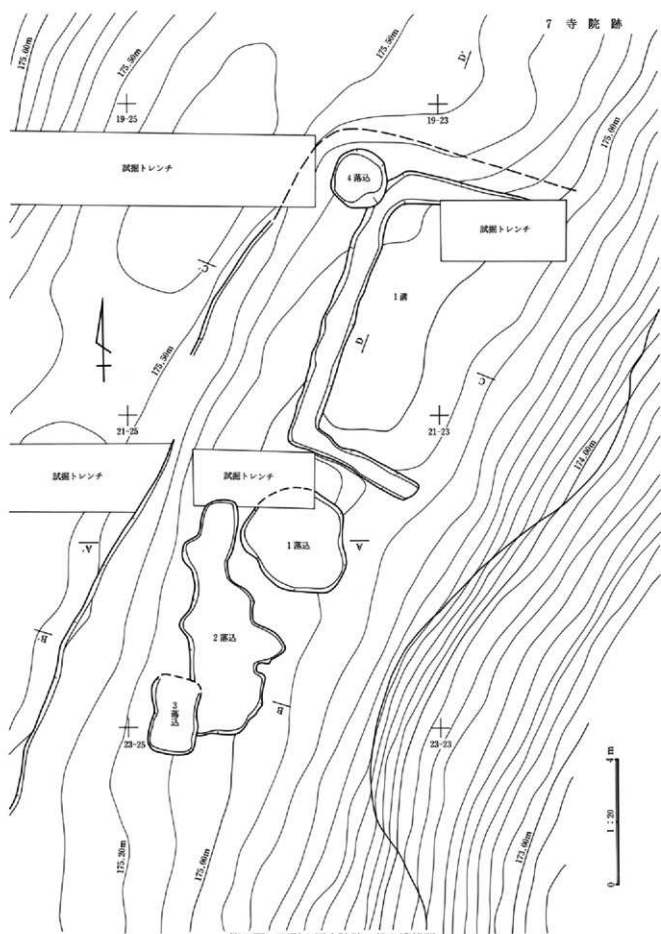 7 寺院跡
175.00m
175.50m
D'
175.00m
19-25
19-23
試掘トレンチ
4落込
試掘トレンチ
C'
1溝
D
175.50m
C
21-25
21-23
174.00m
試掘トレンチ
試掘トレンチ
A'
1落込
A
B'
2落込
3落込
B
23-25
23-23
4m
1:20
0
175.20m
175.00m
173.00m